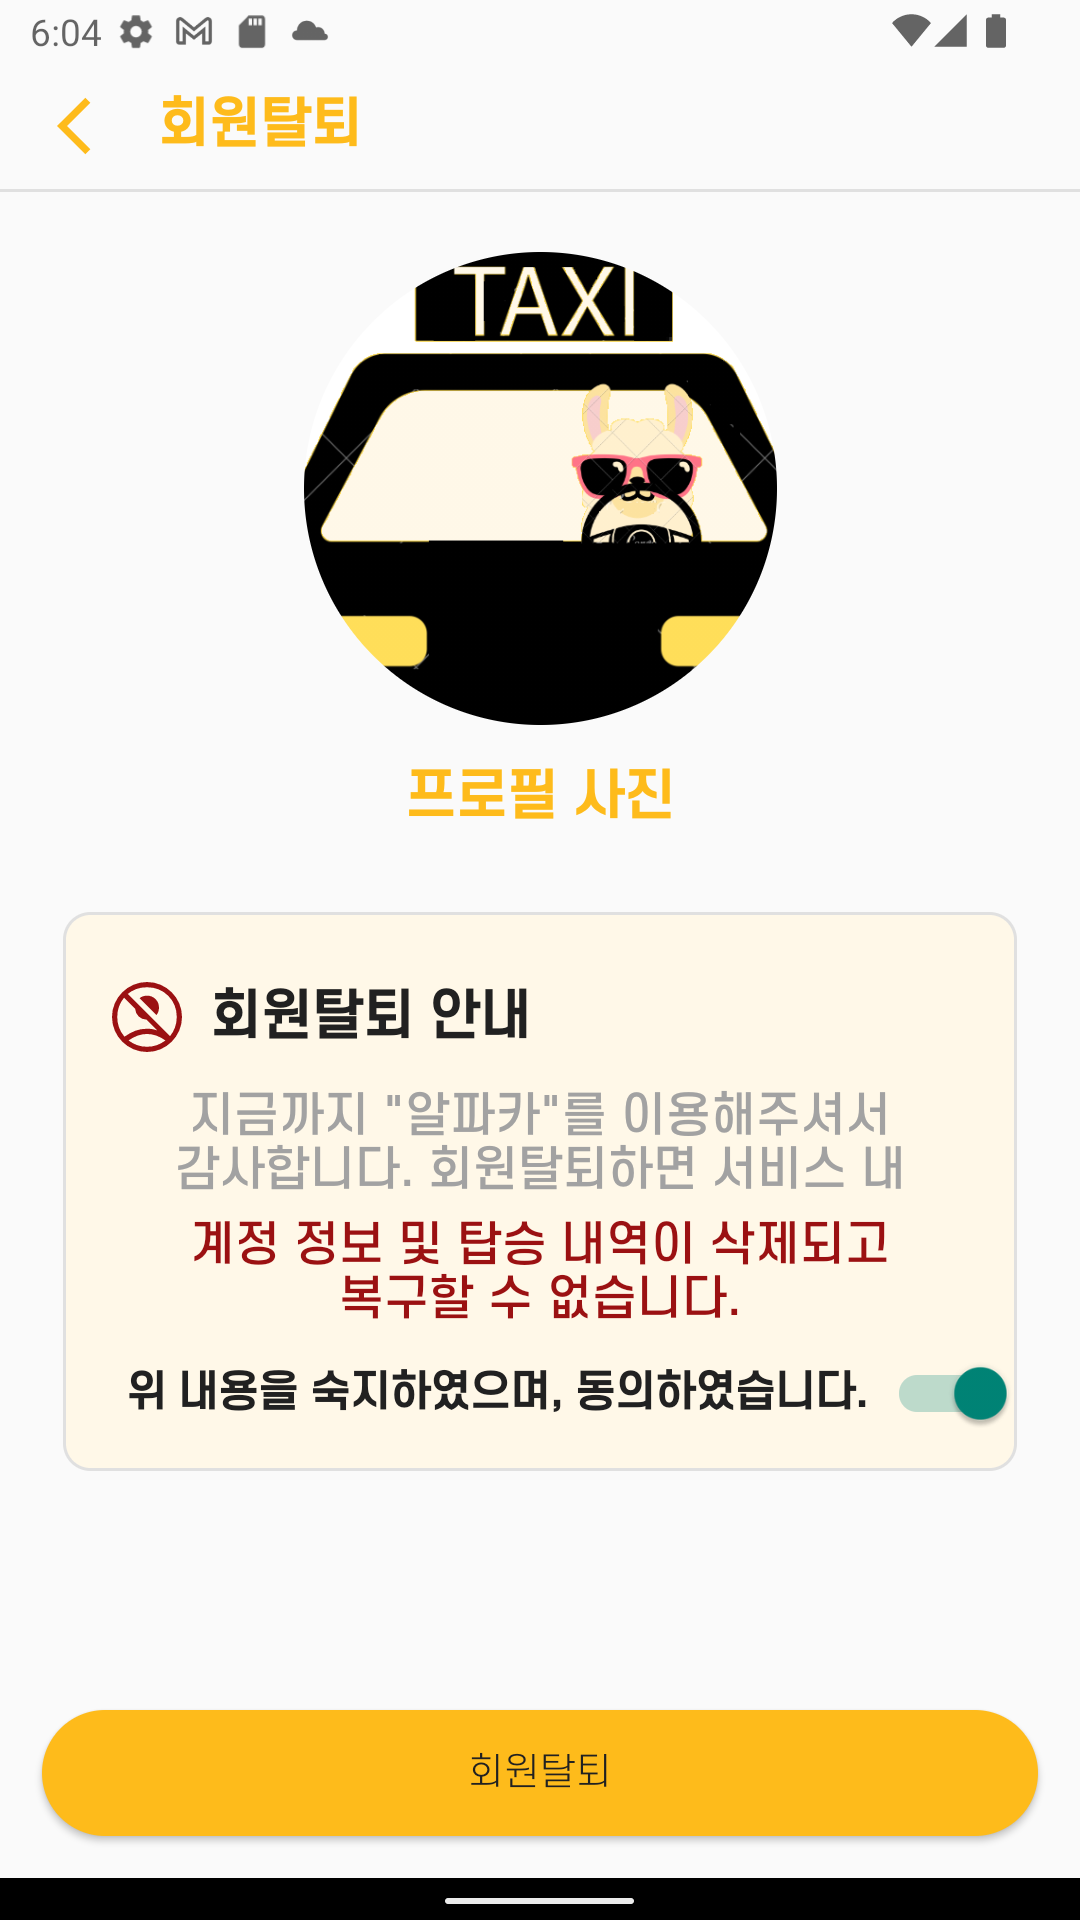 6:04
회원탈퇴
TAXI
프로필 사진
회원탈퇴 안내
지금까지 "알파카"를 이용해주셔서
감사합니다. 회원탈퇴하면 서비스 내
계정 정보 및 탑승 내역이 삭제되고
복구할 수 없습니다.
위 내용을 숙지하였으며, 동의하였습니다.
회원탈퇴